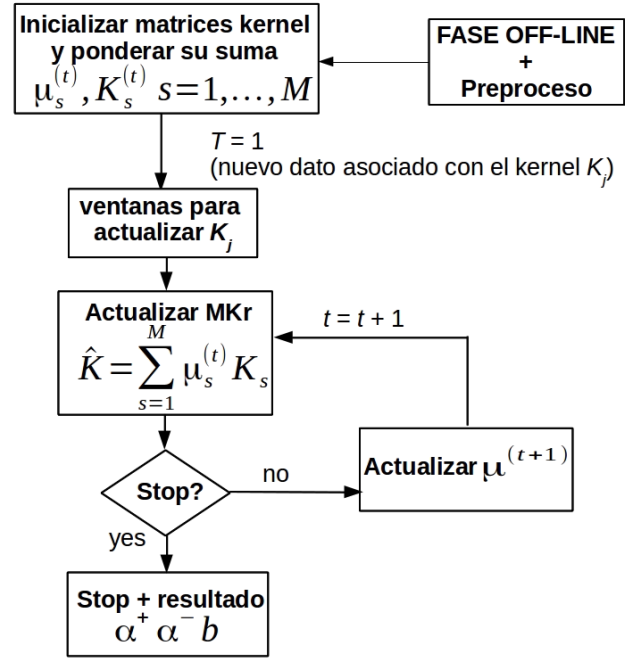 Inicializar matrices kernel
y ponderar su suma
μ_s^(t), K_s^(t) s=1,…,M
FASE OFF-LINE
+
Preproceso
T = 1
(nuevo dato asociado con el kernel K_j)
ventanas para
actualizar K_j
Actualizar MKr
K̂=∑_{s=1}^{M} μ_s^(t) K_s
t = t + 1
Actualizar μ^(t+1)
Stop?
no
yes
Stop + resultado
α^+ α^- b